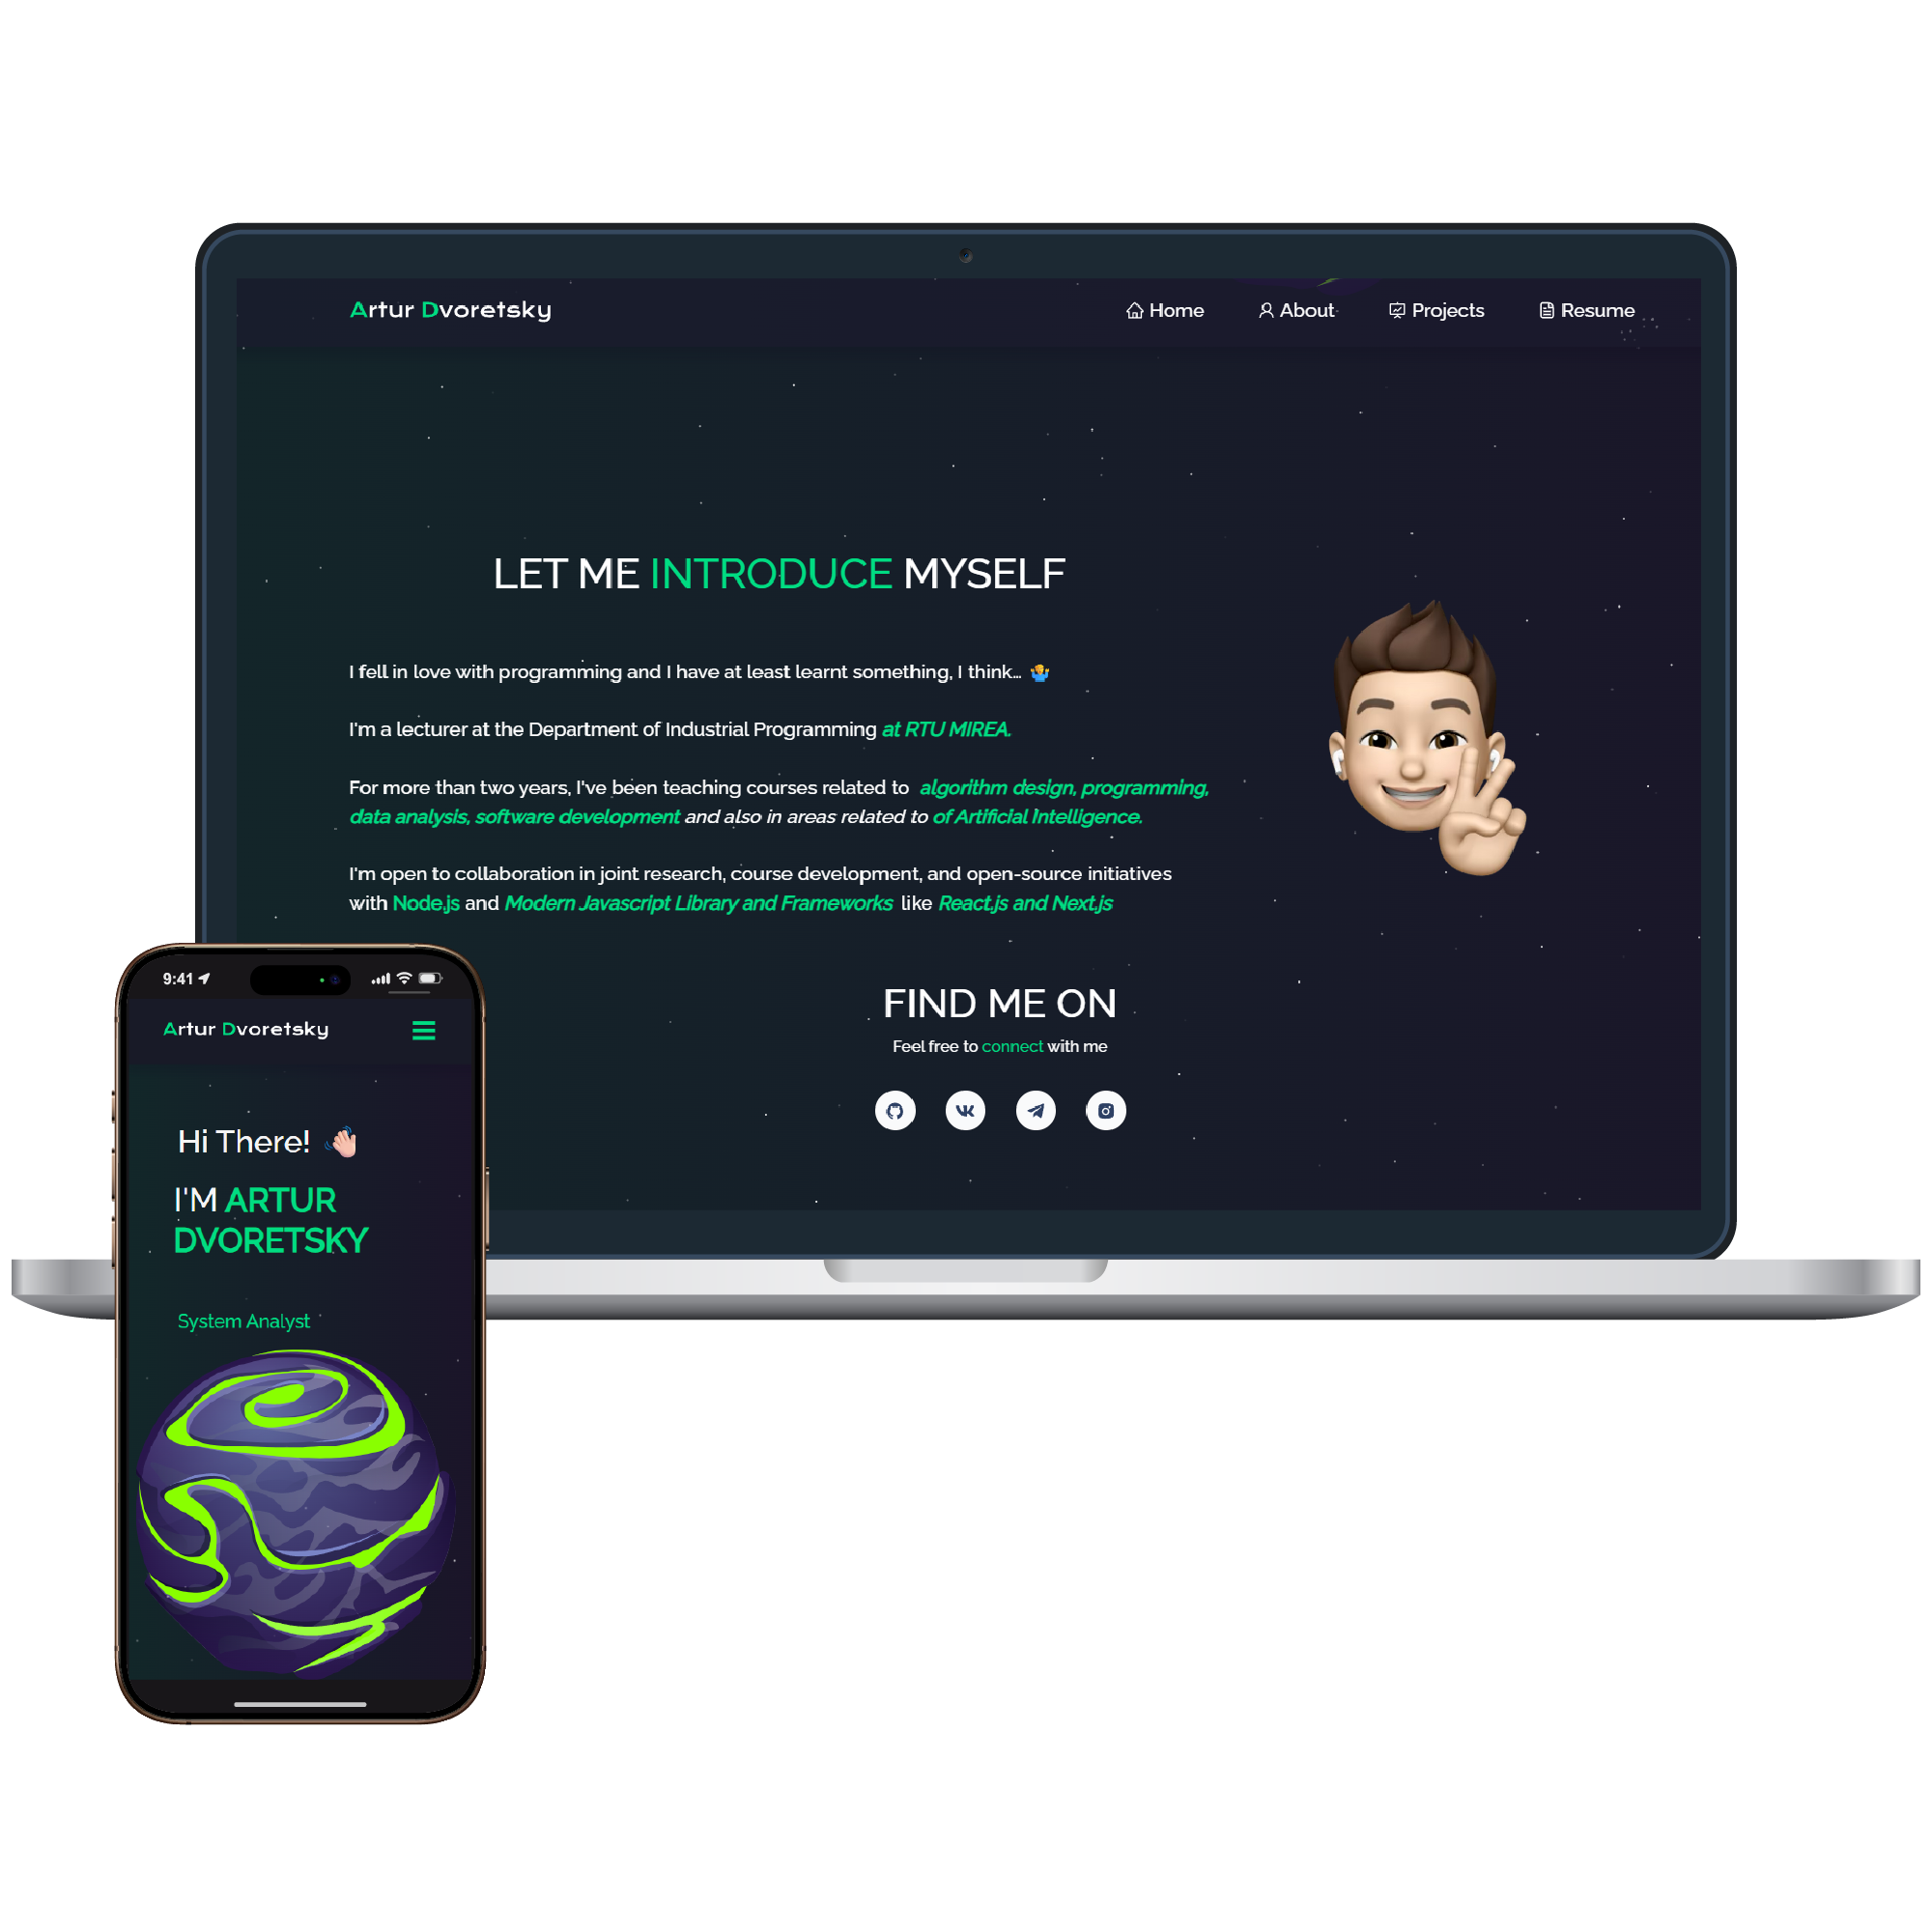 Artur Dvoretsky
Home
About
Projects
Resume
LET ME INTRODUCE MYSELF
I fell in love with programming and I have at least learnt something, I think...
I'm a lecturer at the Department of Industrial Programming at RTU MIREA.
For more than two years, I've been teaching courses related to algorithm design, programming,
data analysis, software development and also in areas related to of Artificial Intelligence.
I'm open to collaboration in joint research, course development, and open-source initiatives
with Node.js and Modern Javascript Library and Frameworks like React.js and Next.js
FIND ME ON
Feel free to connect with me
9:41
Artur Dvoretsky
Hi There!
I'M ARTUR
DVORETSKY
System Analyst